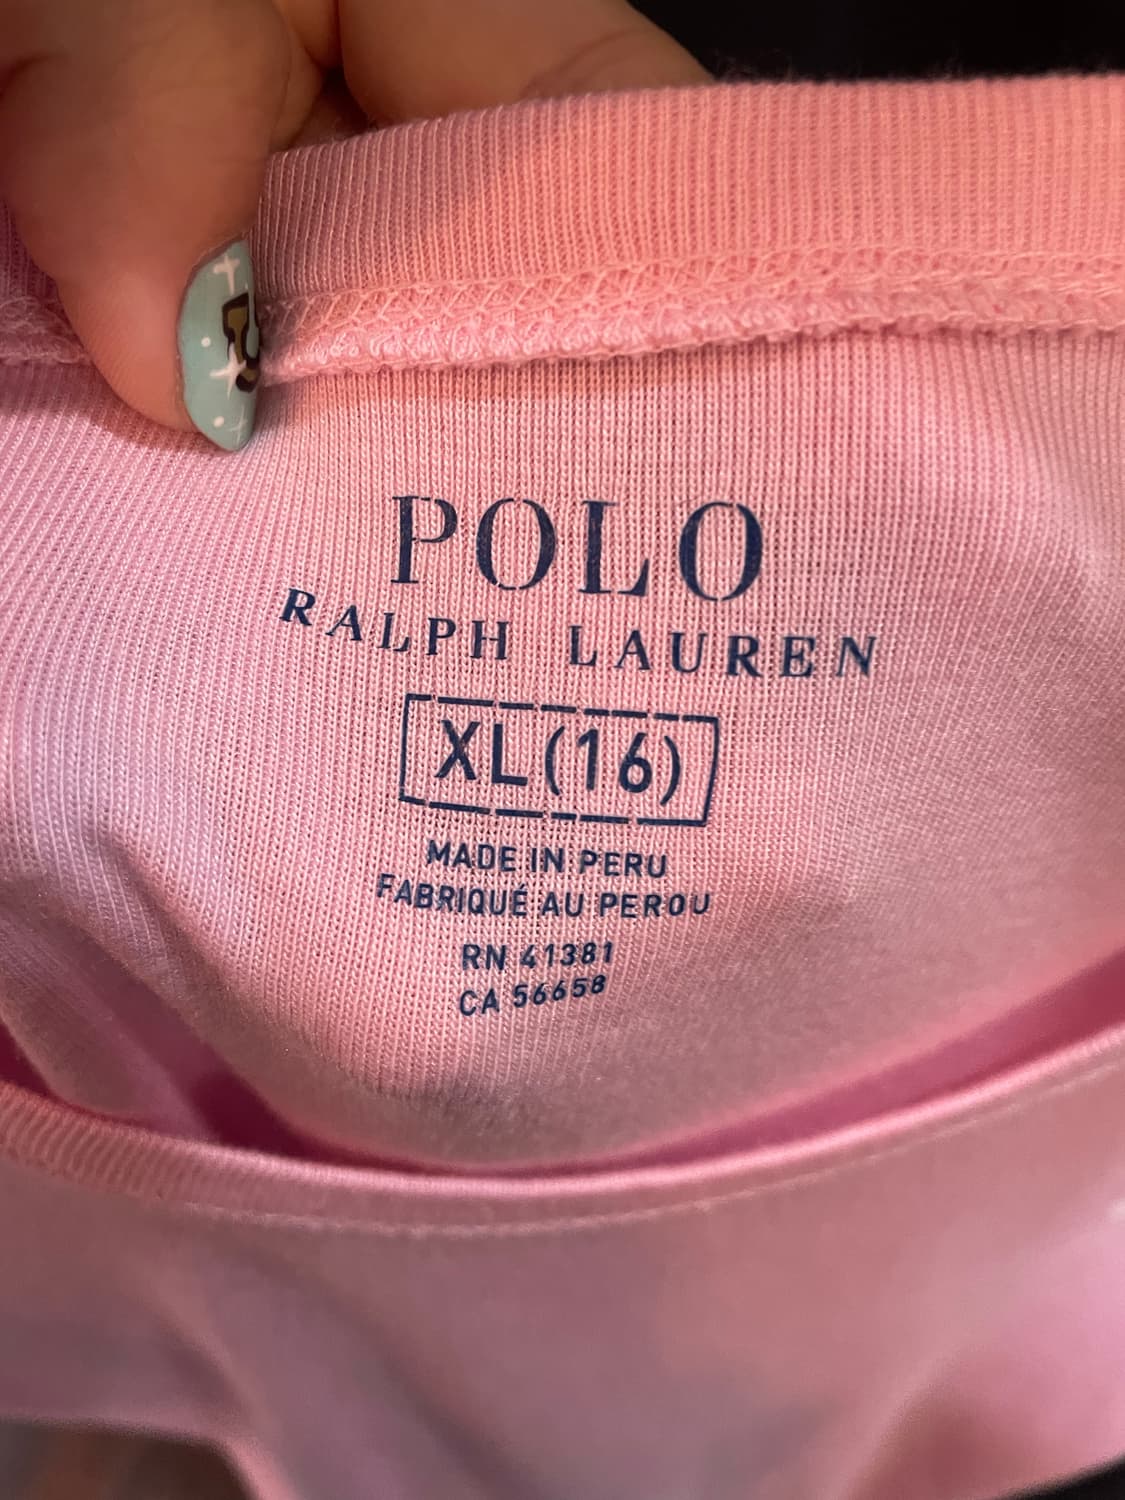 POLO
RALPH LAUREN
XL(16)
MADE IN PERU
FABRIQUÉ AU PEROU
RN 41381
CA 56658